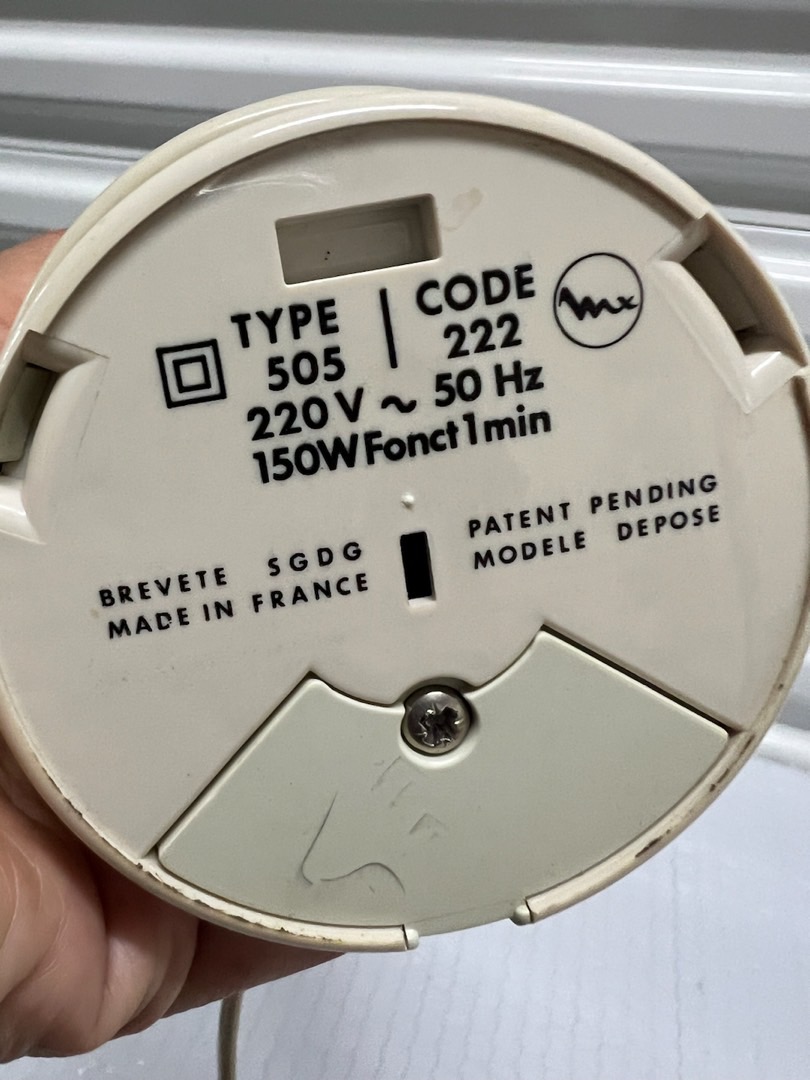 TYPE | CODE
505 222
220V ~ 50 Hz
150W Fonct 1 min
BREVETE SGDG
MADE IN FRANCE
PATENT PENDING
MODELE DEPOSE